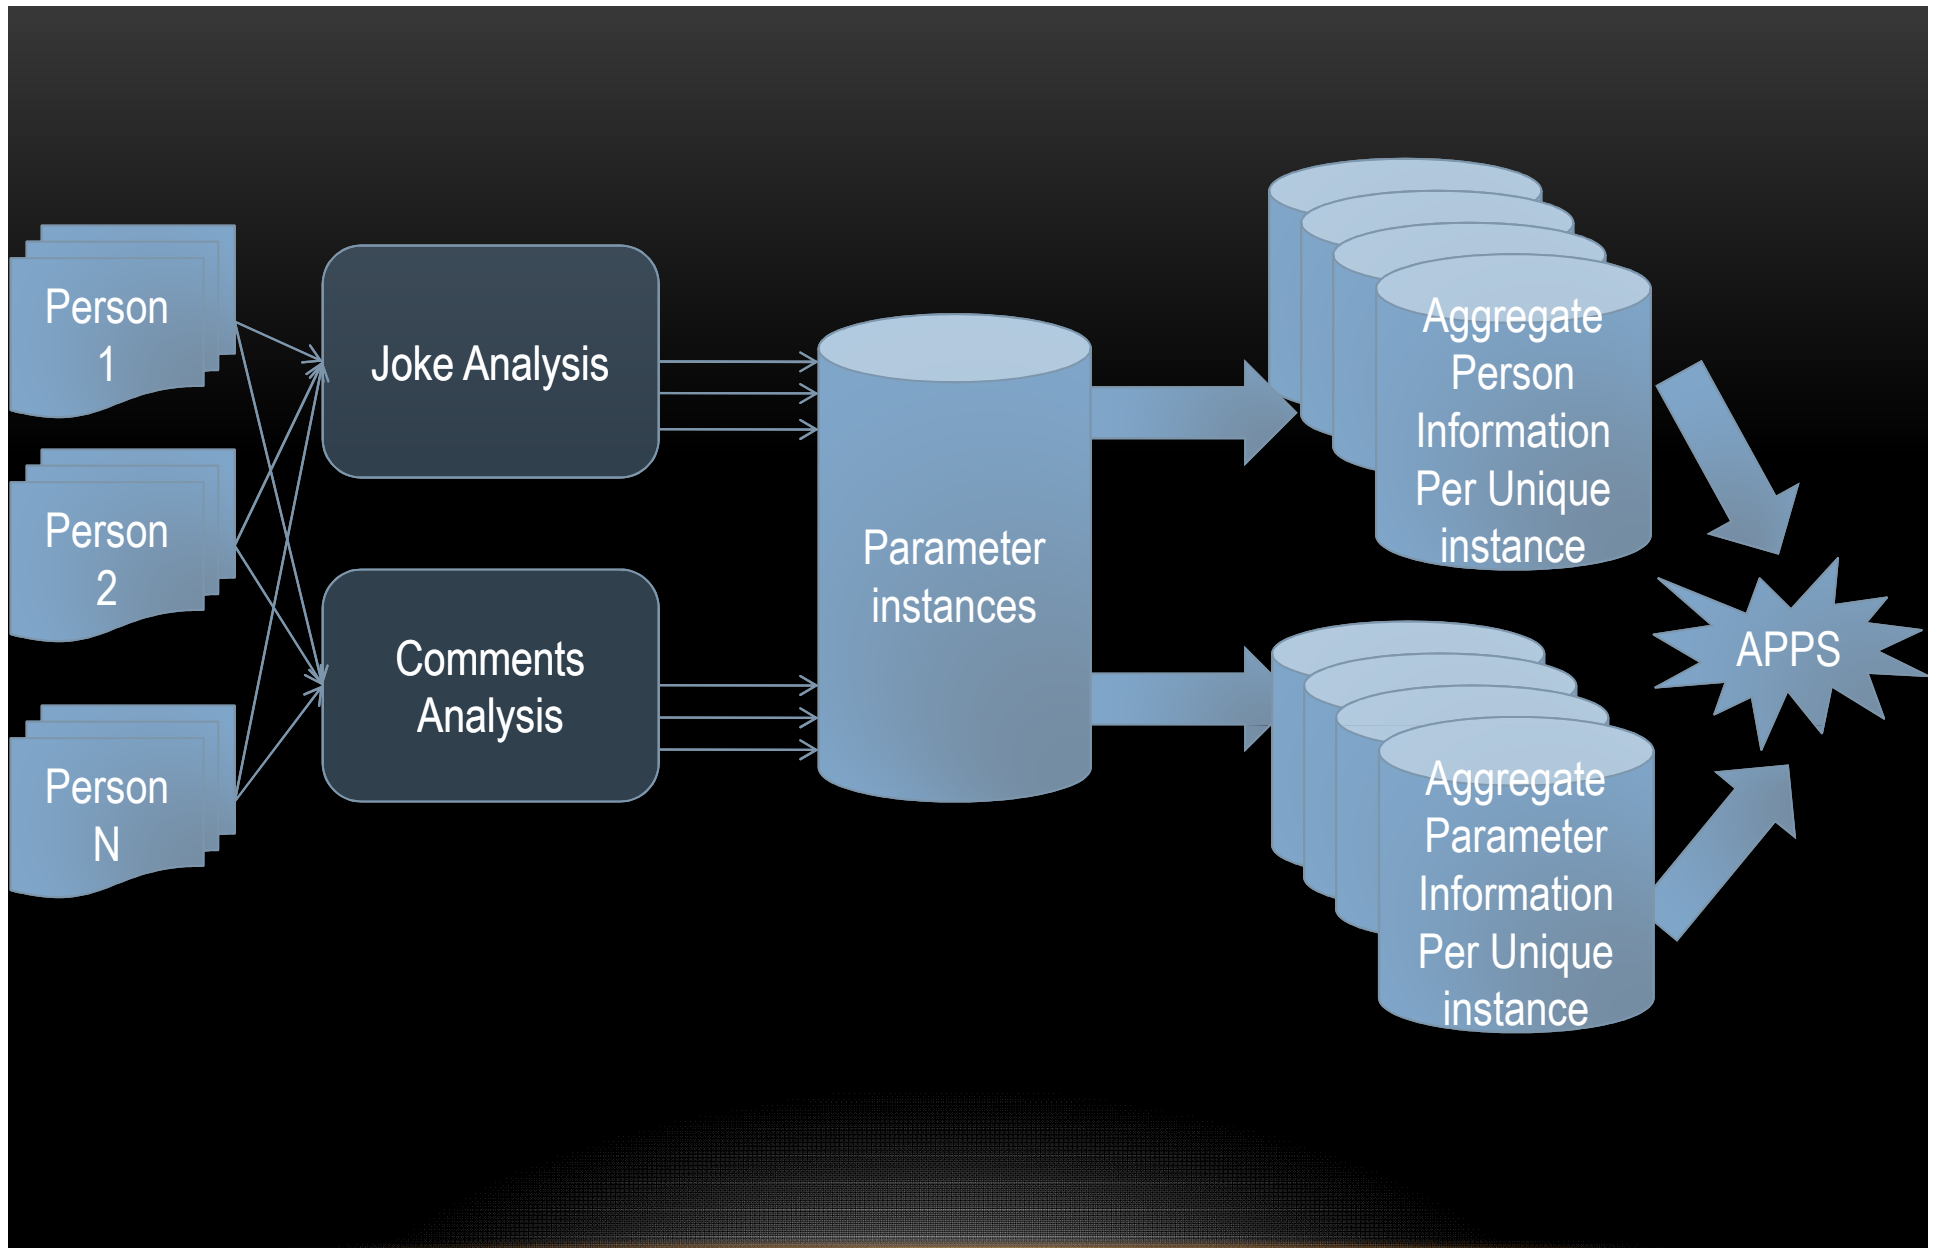 Person
1
Person
2
Person
N
Joke Analysis
Comments
Analysis
Parameter
instances
Aggregate
Person
Information
Per Unique
instance
Aggregate
Parameter
Information
Per Unique
instance
APPS